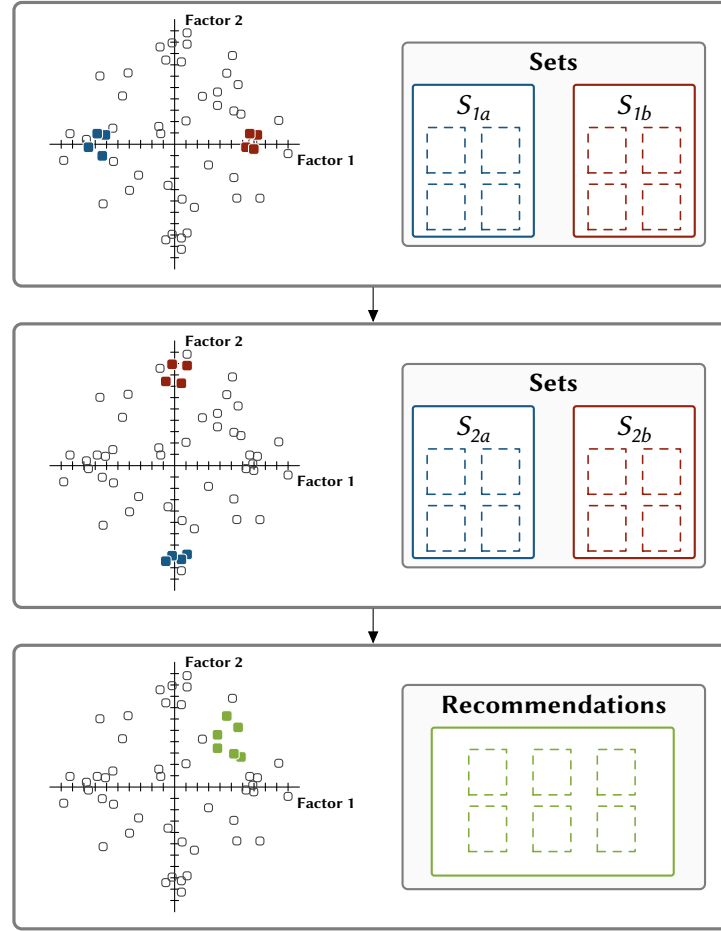 Factor 2
Factor 1
Sets
S1a
S1b
Factor 2
Factor 1
Sets
S2a
S2b
Factor 2
Factor 1
Recommendations